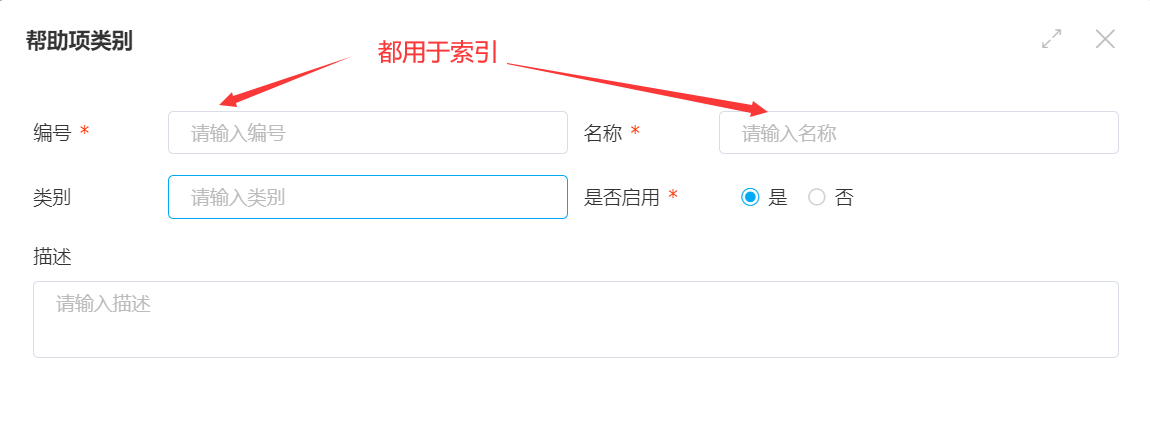 帮助项类别
都用于索引
编号 * 请输入编号 名称 * 请输入名称
类别 请输入类别 是否启用 * 是 否
描述
请输入描述